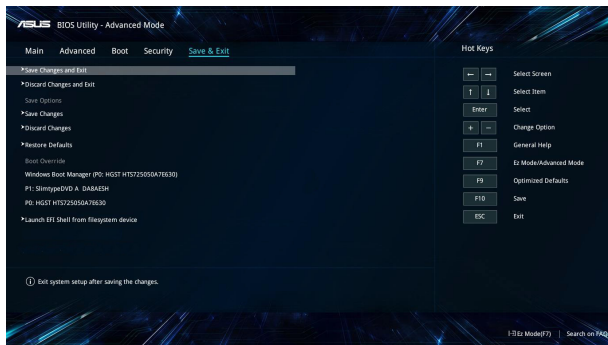 ASUS BIOS Utility - Advanced Mode
Main Advanced Boot Security Save & Exit
Save Changes and Exit
Discard Changes and Exit
Save Options
Save Changes
Discard Changes
Restore Defaults
Boot Override
Windows Boot Manager (P0: HGST HTS725050A7E630)
P1: SlimtypeDVD A DA8AESH
P0: HGST HTS725050A7E630
Launch EFI Shell from filesystem device
Exit system setup after saving the changes.
Hot Keys
← → Select Screen
↑ ↓ Select Item
Enter Select
+ − Change Option
F1 General Help
F7 Ez Mode/Advanced Mode
F9 Optimized Defaults
F10 Save
ESC Exit
Ez Mode(F7) | Search on FAQ